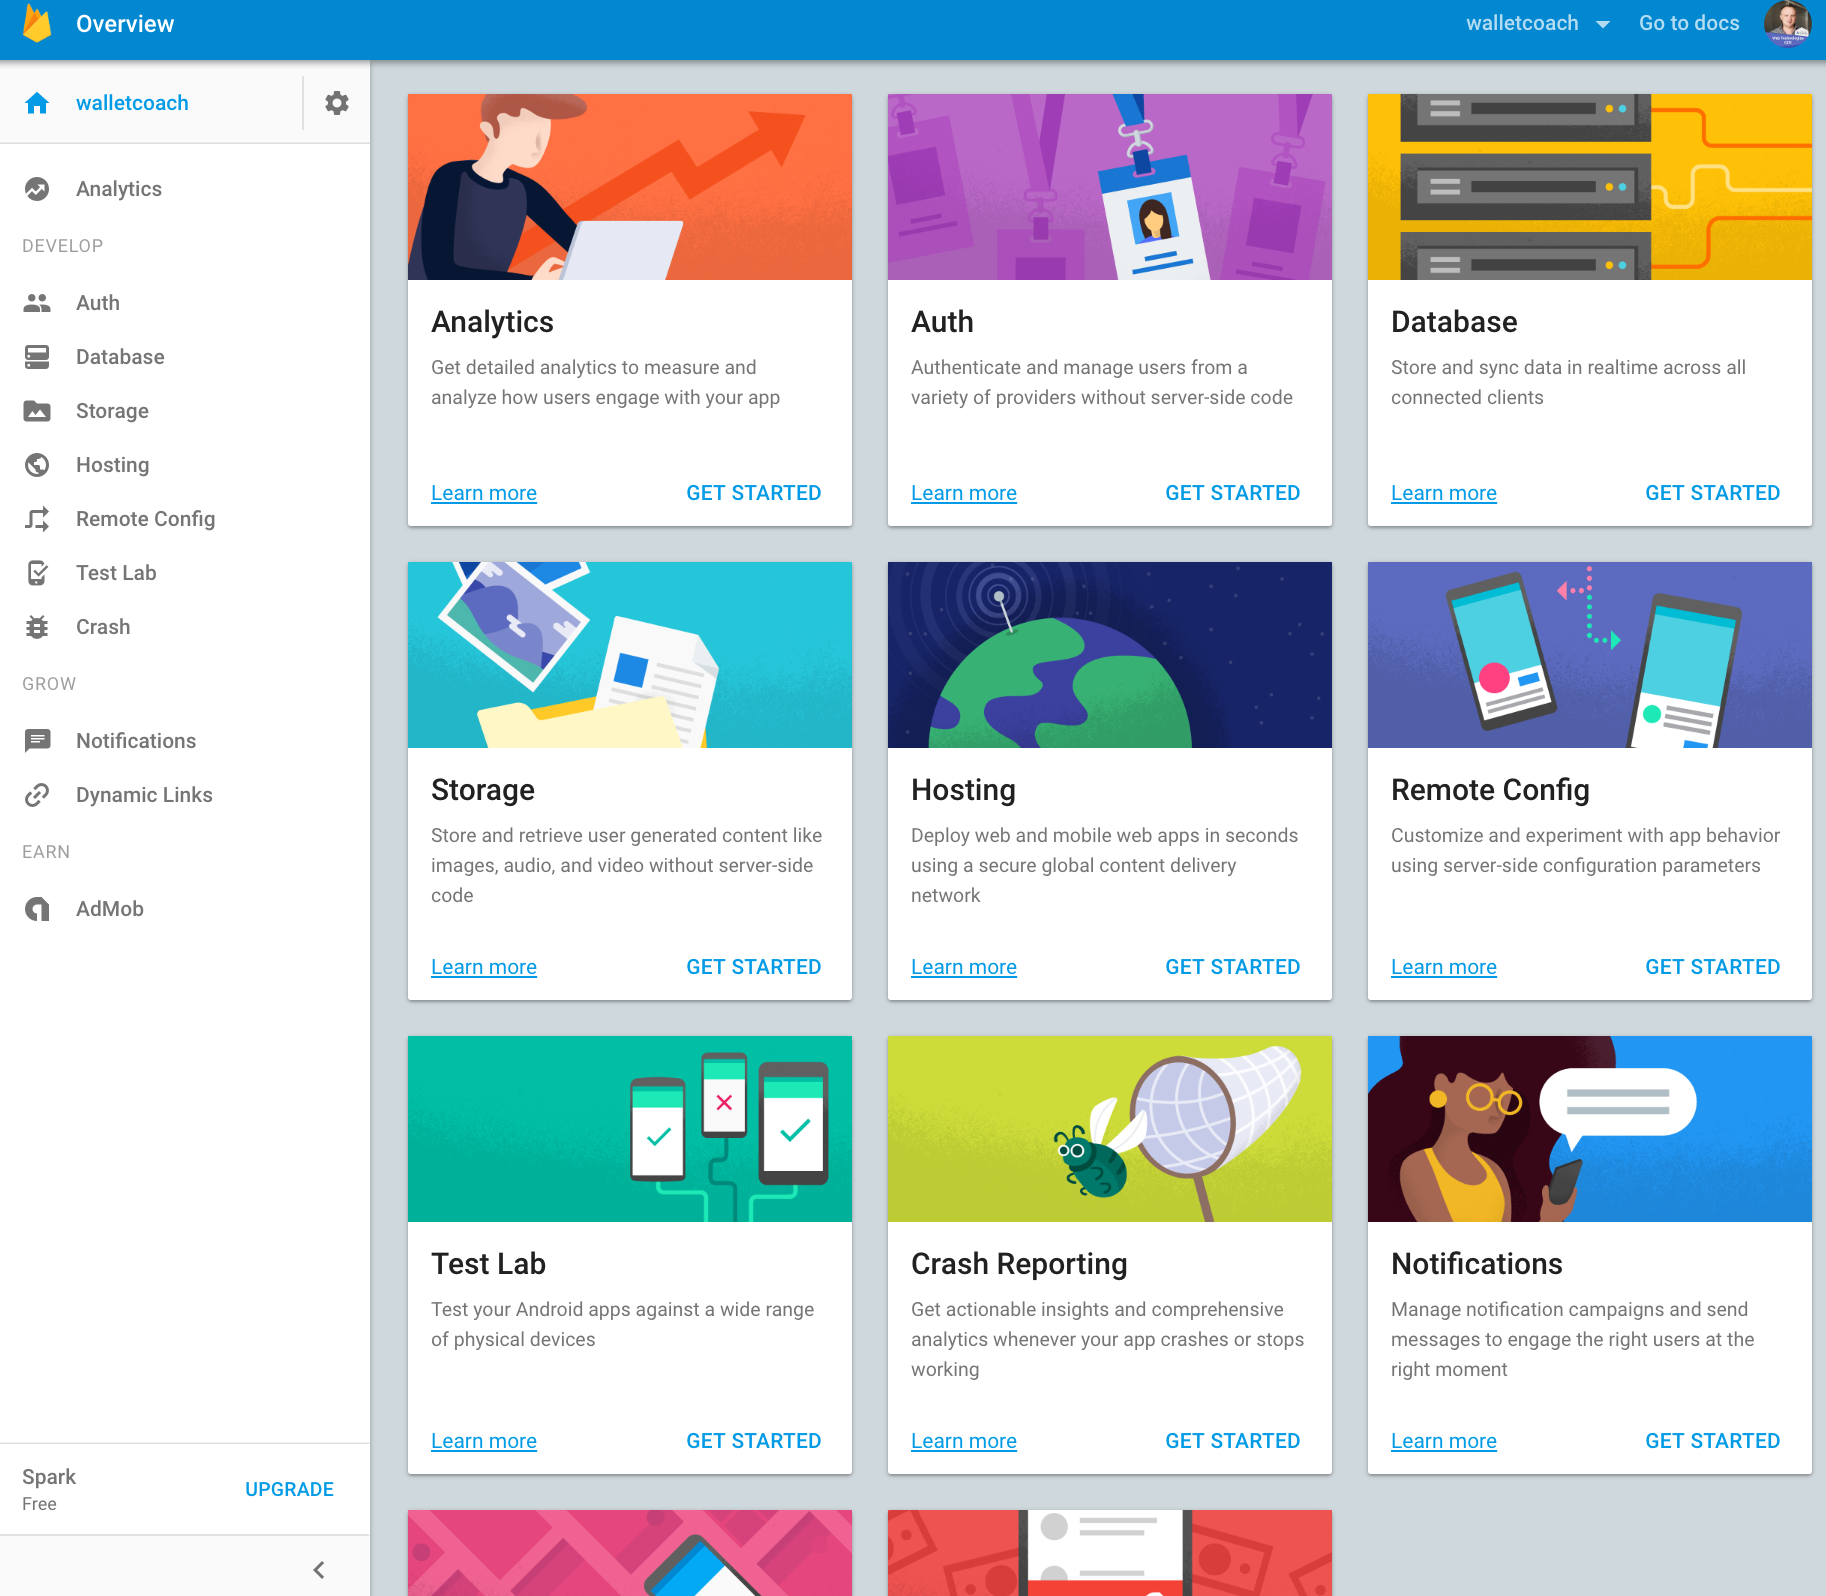 Overview
walletcoach
Go to docs
walletcoach
Analytics
DEVELOP
Auth
Database
Storage
Hosting
Remote Config
Test Lab
Crash
GROW
Notifications
Dynamic Links
EARN
AdMob
Spark
Free
UPGRADE
Analytics
Get detailed analytics to measure and
analyze how users engage with your app
Learn more
GET STARTED
Auth
Authenticate and manage users from a
variety of providers without server-side code
Learn more
GET STARTED
Database
Store and sync data in realtime across all
connected clients
Learn more
GET STARTED
Storage
Store and retrieve user generated content like
images, audio, and video without server-side
code
Learn more
GET STARTED
Hosting
Deploy web and mobile web apps in seconds
using a secure global content delivery
network
Learn more
GET STARTED
Remote Config
Customize and experiment with app behavior
using server-side configuration parameters
Learn more
GET STARTED
Test Lab
Test your Android apps against a wide range
of physical devices
Learn more
GET STARTED
Crash Reporting
Get actionable insights and comprehensive
analytics whenever your app crashes or stops
working
Learn more
GET STARTED
Notifications
Manage notification campaigns and send
messages to engage the right users at the
right moment
Learn more
GET STARTED